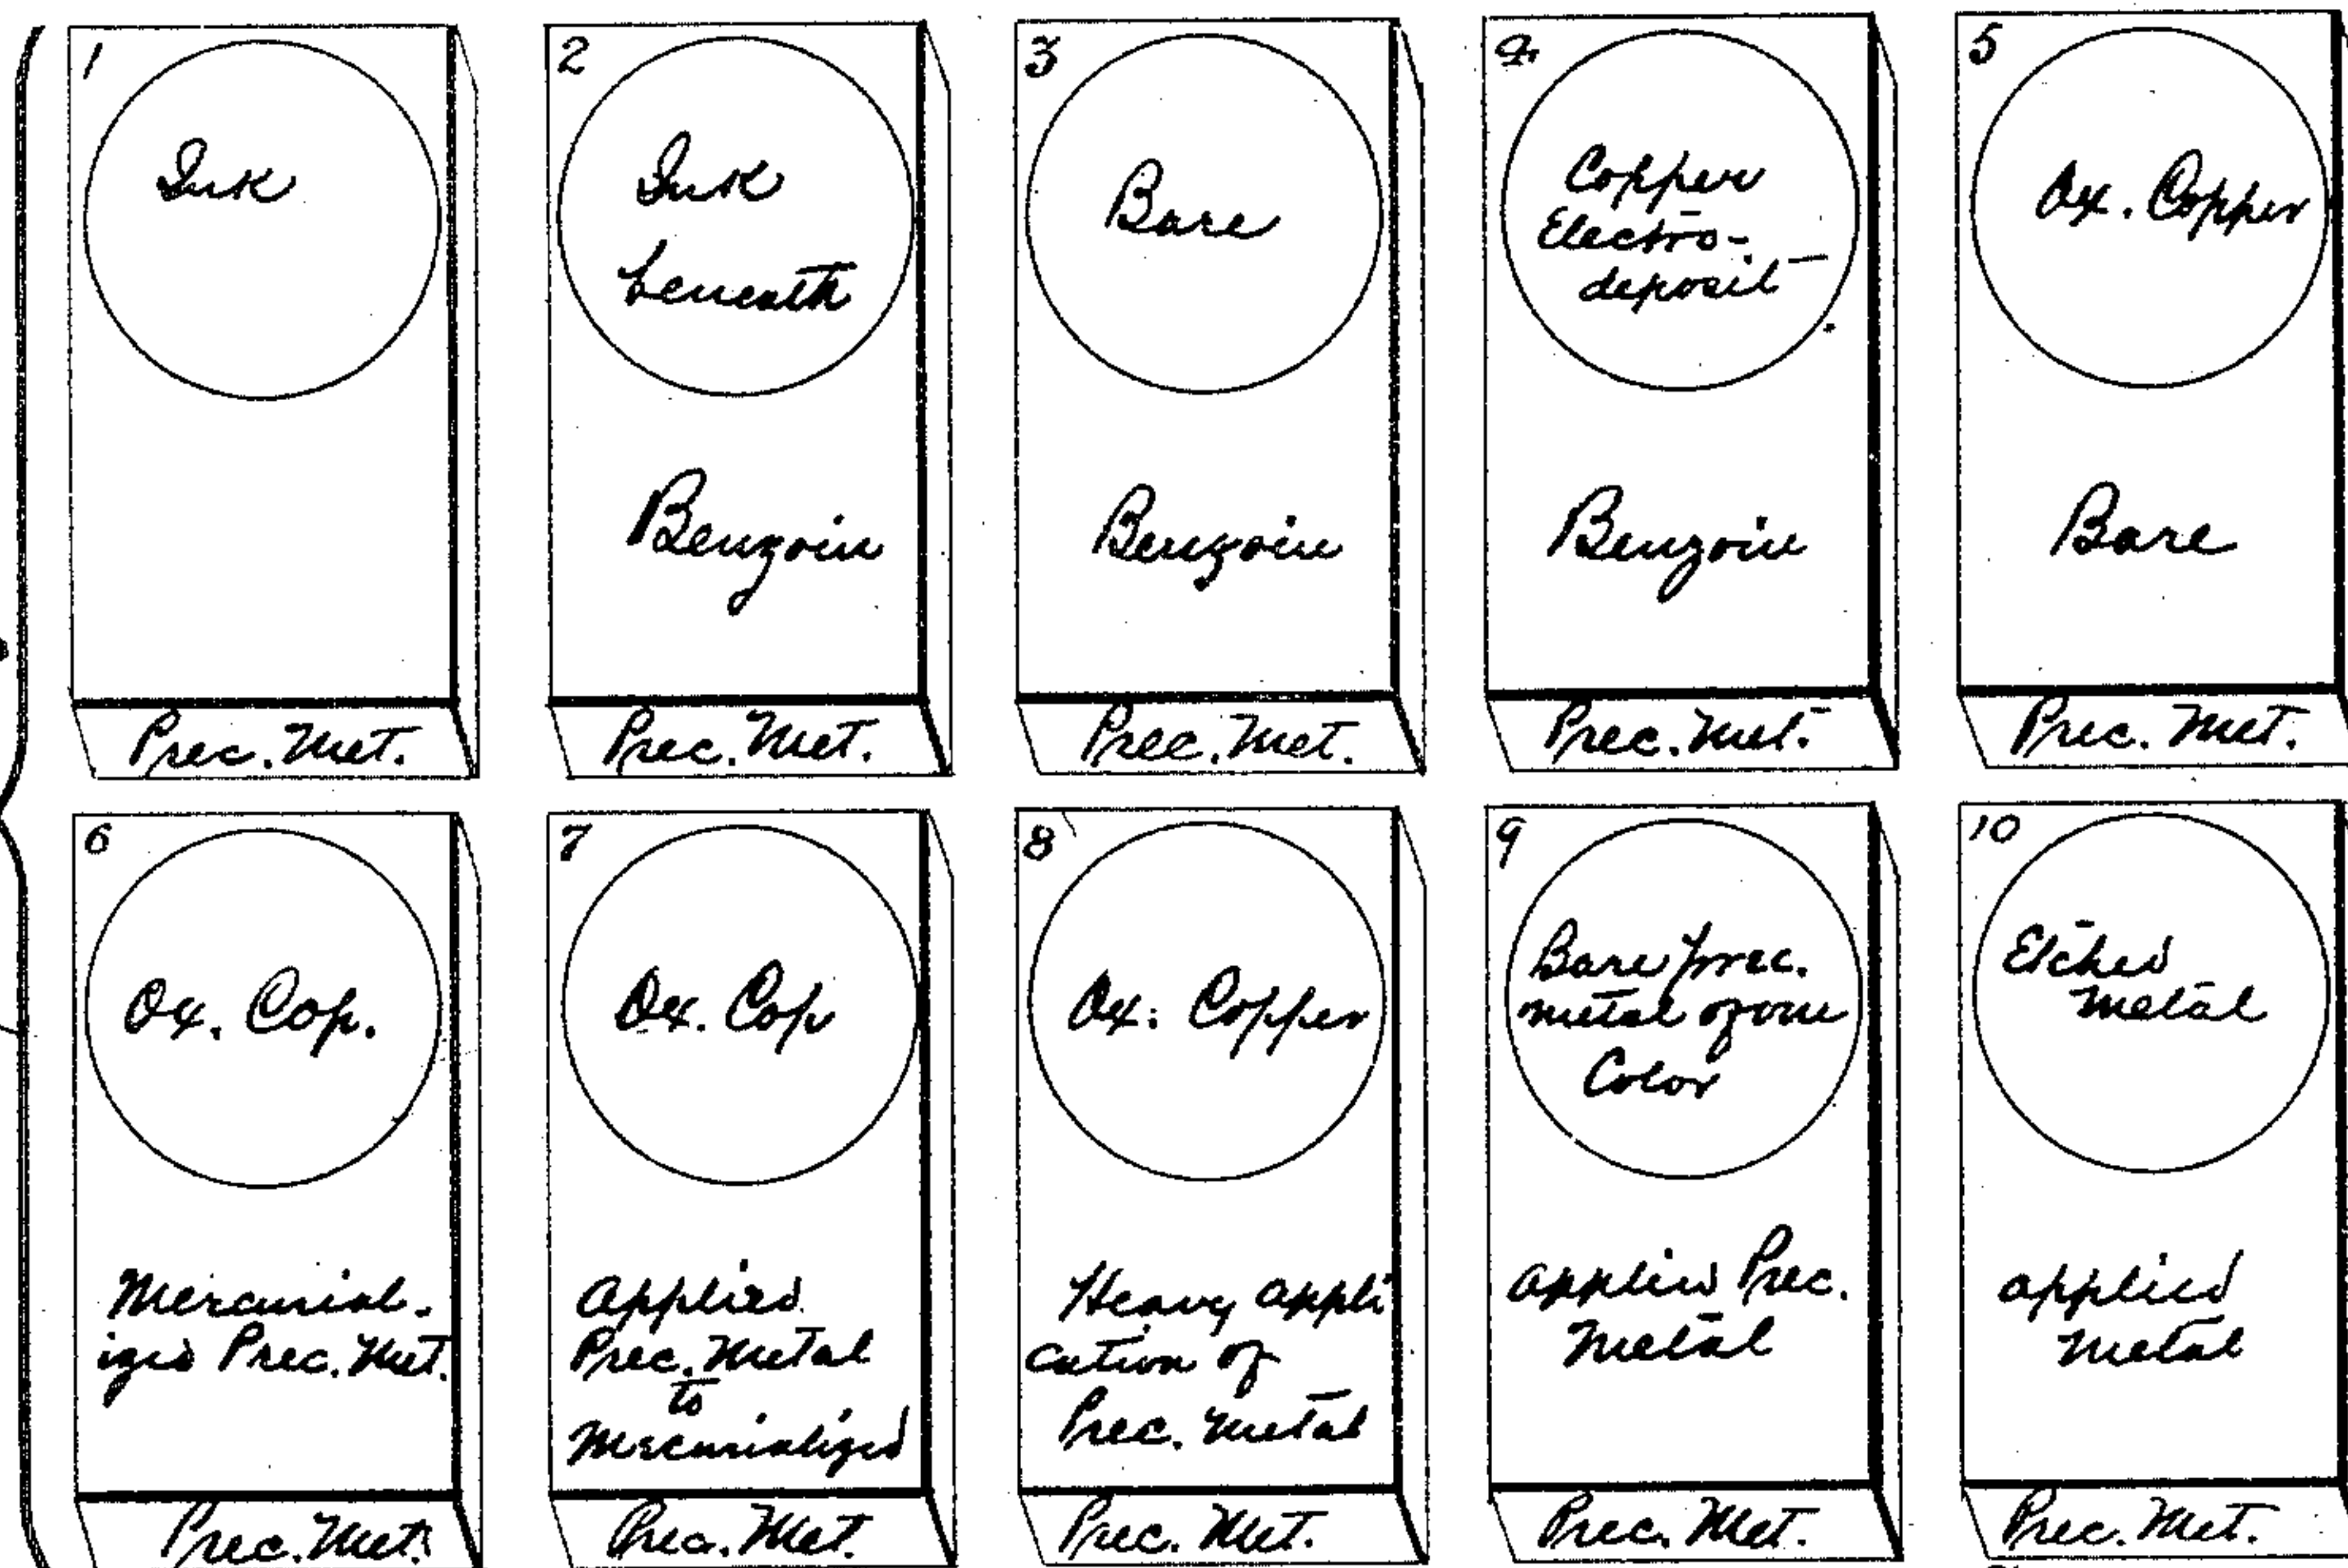 1
Ink
Prec. Met.
2
Ink
beneath
Benzoin
Prec. Met.
3
Bare
Benzoin
Prec. Met.
4
Copper
Electro-
deposit
Benzoin
Prec. Met.
5
Ox. Copper
Bare
Prec. Met.
6
Ox. Cop.
Mercurial-
ized Prec. Met.
Prec. Met.
7
Ox. Cop
Applied
Prec. Metal
to
Mercurialized
Prec. Met.
8
Ox. Copper
Heavy appli
cation of
Prec. Metal
Prec. Met.
9
Bare prec.
metal of one
Color
applied Prec.
Metal
Prec. Met.
10
Etched
Metal
applied
Metal
Prec. Met.